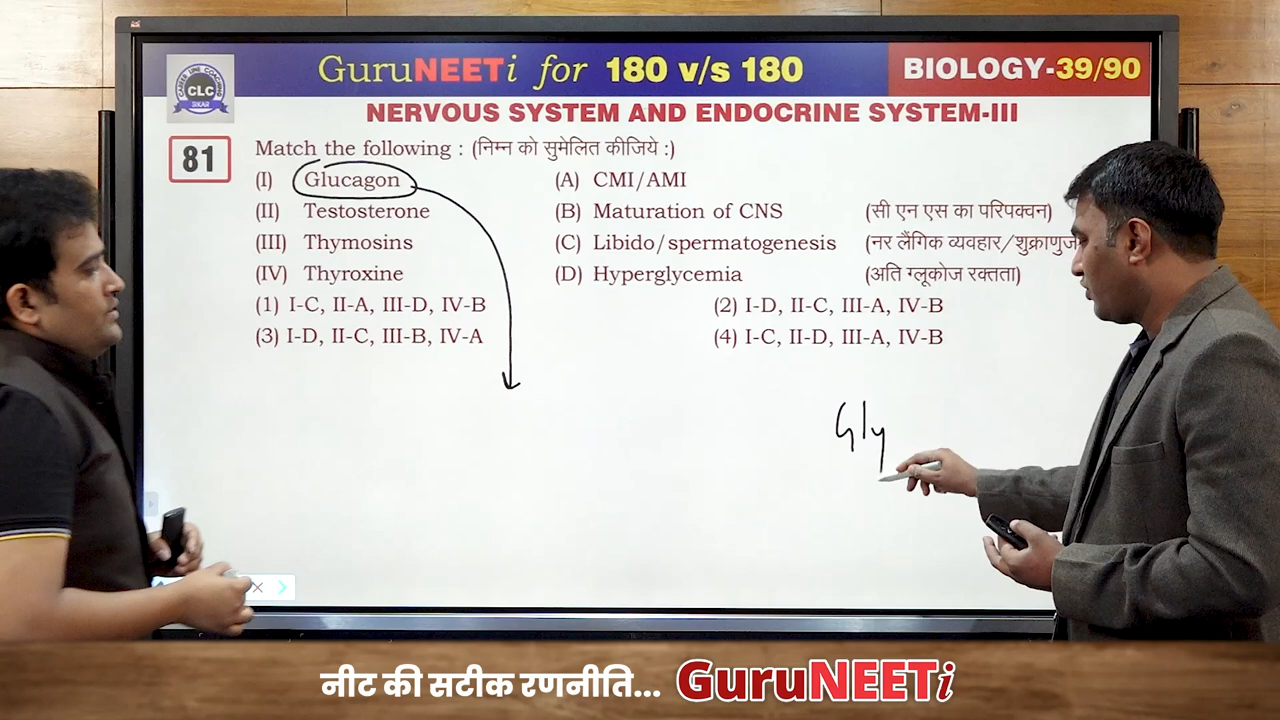 GuruNEETi for 180 v/s 180
BIOLOGY-39/90
CAREER LINE COACHING
CLC
SIKAR
NERVOUS SYSTEM AND ENDOCRINE SYSTEM-III
81 Match the following : (निम्न को सुमेलित कीजिये :)
(I) Glucagon (A) CMI/AMI
(II) Testosterone (B) Maturation of CNS (सी एन एस का परिपक्वन)
(III) Thymosins (C) Libido/spermatogenesis (नर लैंगिक व्यवहार/शुक्राणुज
(IV) Thyroxine (D) Hyperglycemia (अति ग्लूकोज रक्तता)
(1) I-C, II-A, III-D, IV-B (2) I-D, II-C, III-A, IV-B
(3) I-D, II-C, III-B, IV-A (4) I-C, II-D, III-A, IV-B
Gly
नीट की सटीक रणनीति... GuruNEETi